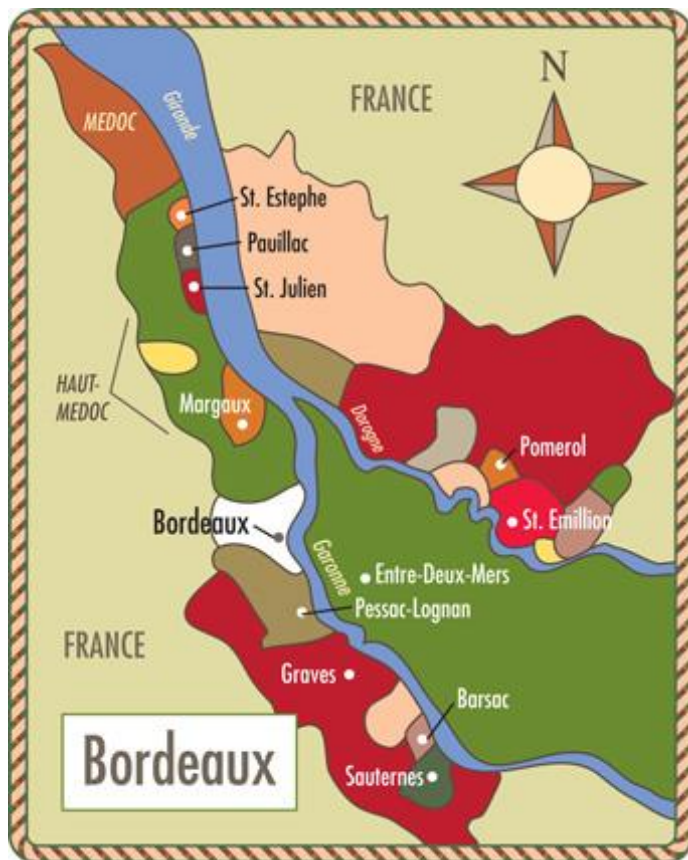 N
FRANCE
MEDOC
Gironde
St. Estephe
Pauillac
St. Julien
HAUT-
MEDOC
Margaux
Dorogne
Pomerol
St. Emillion
Bordeaux
Garonne
Entre-Deux-Mers
Pessac-Lognan
FRANCE
Graves
Barsac
Sauternes
Bordeaux